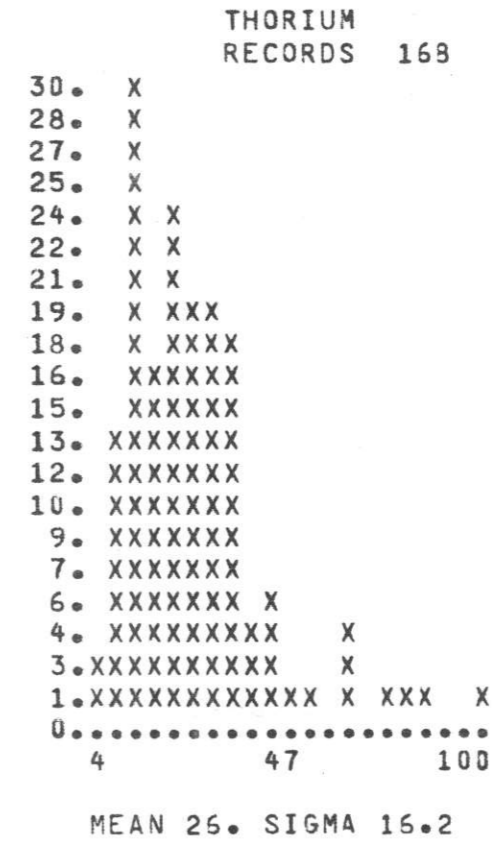 THORIUM
RECORDS  168
30.  X
28.  X
27.  X
25.  X
24.  X X
22.  X X
21.  X X
19.  X XXX
18.  X XXXX
16.  XXXXXX
15.  XXXXXX
13. XXXXXXX
12. XXXXXXX
10. XXXXXXX
9. XXXXXXX
7. XXXXXXX
6. XXXXXXX X
4. XXXXXXXXX   X
3.XXXXXXXXXX   X
1.XXXXXXXXXXXX X XXX  X
0......................
4         47        100
MEAN 26. SIGMA 16.2